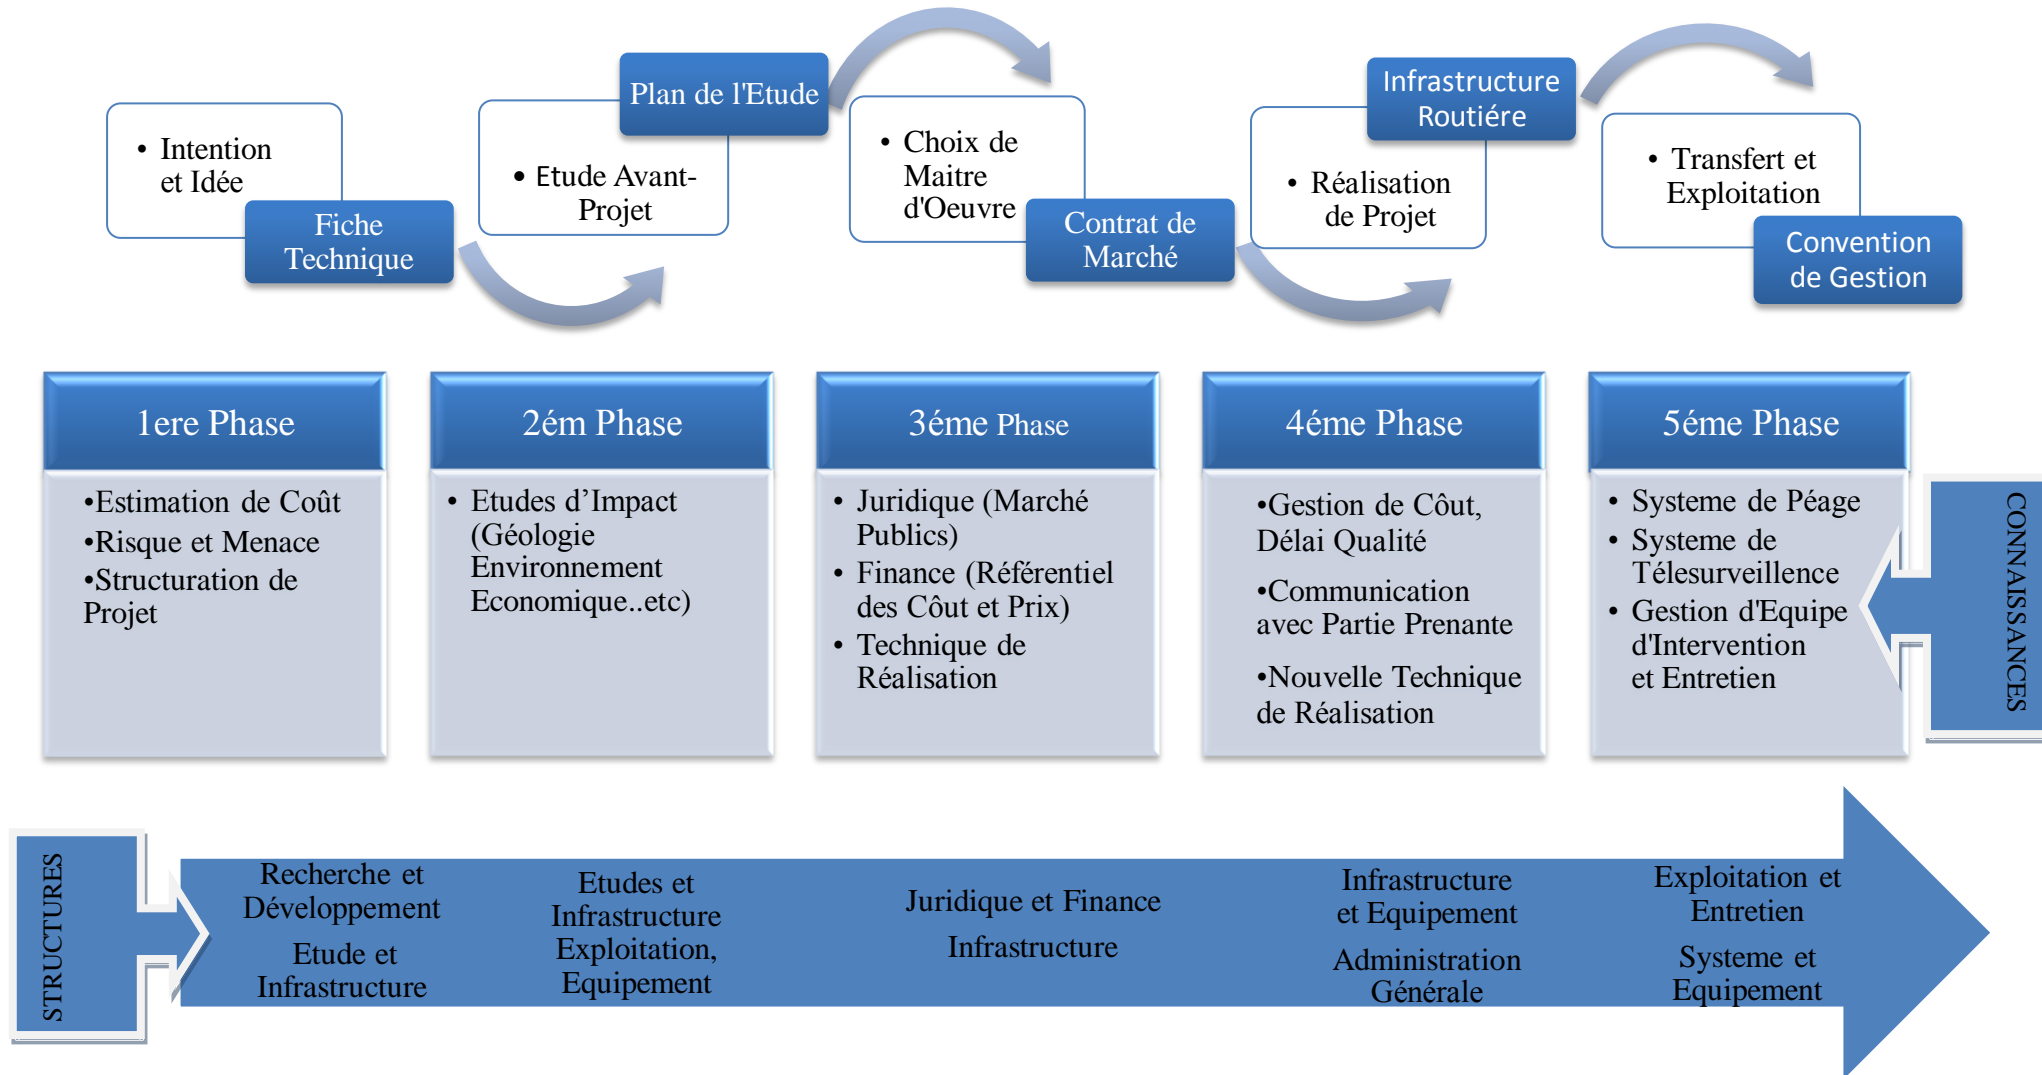 • Intention
et Idée
Fiche
Technique
• Etude Avant-
Projet
Plan de l'Etude
• Choix de
Maitre
d'Oeuvre
Contrat de
Marché
• Réalisation
de Projet
Infrastructure
Routiére
• Transfert et
Exploitation
Convention
de Gestion
1ere Phase
•Estimation de Coût
•Risque et Menace
•Structuration de
Projet
2ém Phase
• Etudes d’Impact
(Géologie
Environnement
Economique..etc)
3éme Phase
• Juridique (Marché
Publics)
• Finance (Référentiel
des Côut et Prix)
• Technique de
Réalisation
4éme Phase
•Gestion de Côut,
Délai Qualité
•Communication
avec Partie Prenante
•Nouvelle Technique
de Réalisation
5éme Phase
• Systeme de Péage
• Systeme de
Télesurveillence
• Gestion d'Equipe
d'Intervention
et Entretien
CONNAISSANCES
STRUCTURES
Recherche et
Développement
Etude et
Infrastructure
Etudes et
Infrastructure
Exploitation,
Equipement
Juridique et Finance
Infrastructure
Infrastructure
et Equipement
Administration
Générale
Exploitation et
Entretien
Systeme et
Equipement